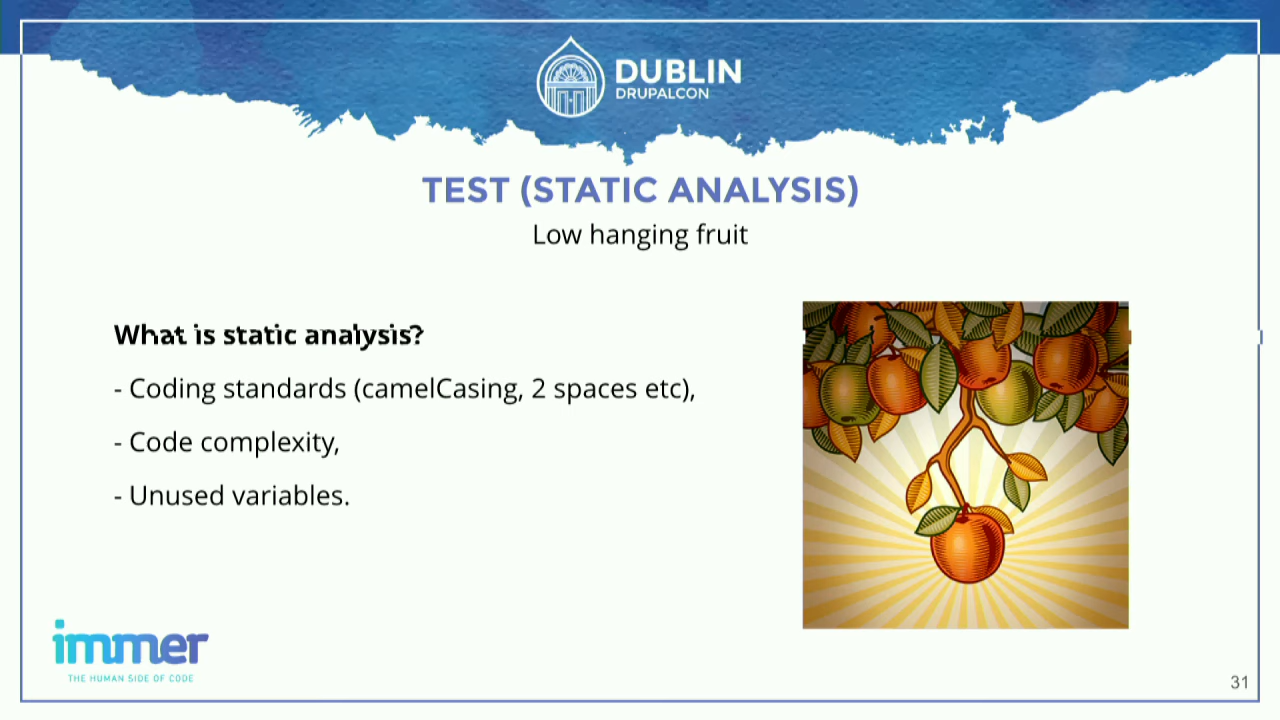 DUBLIN
DRUPALCON
TEST (STATIC ANALYSIS)
Low hanging fruit
What is static analysis?
- Coding standards (camelCasing, 2 spaces etc),
- Code complexity,
- Unused variables.
immer
THE HUMAN SIDE OF CODE
31